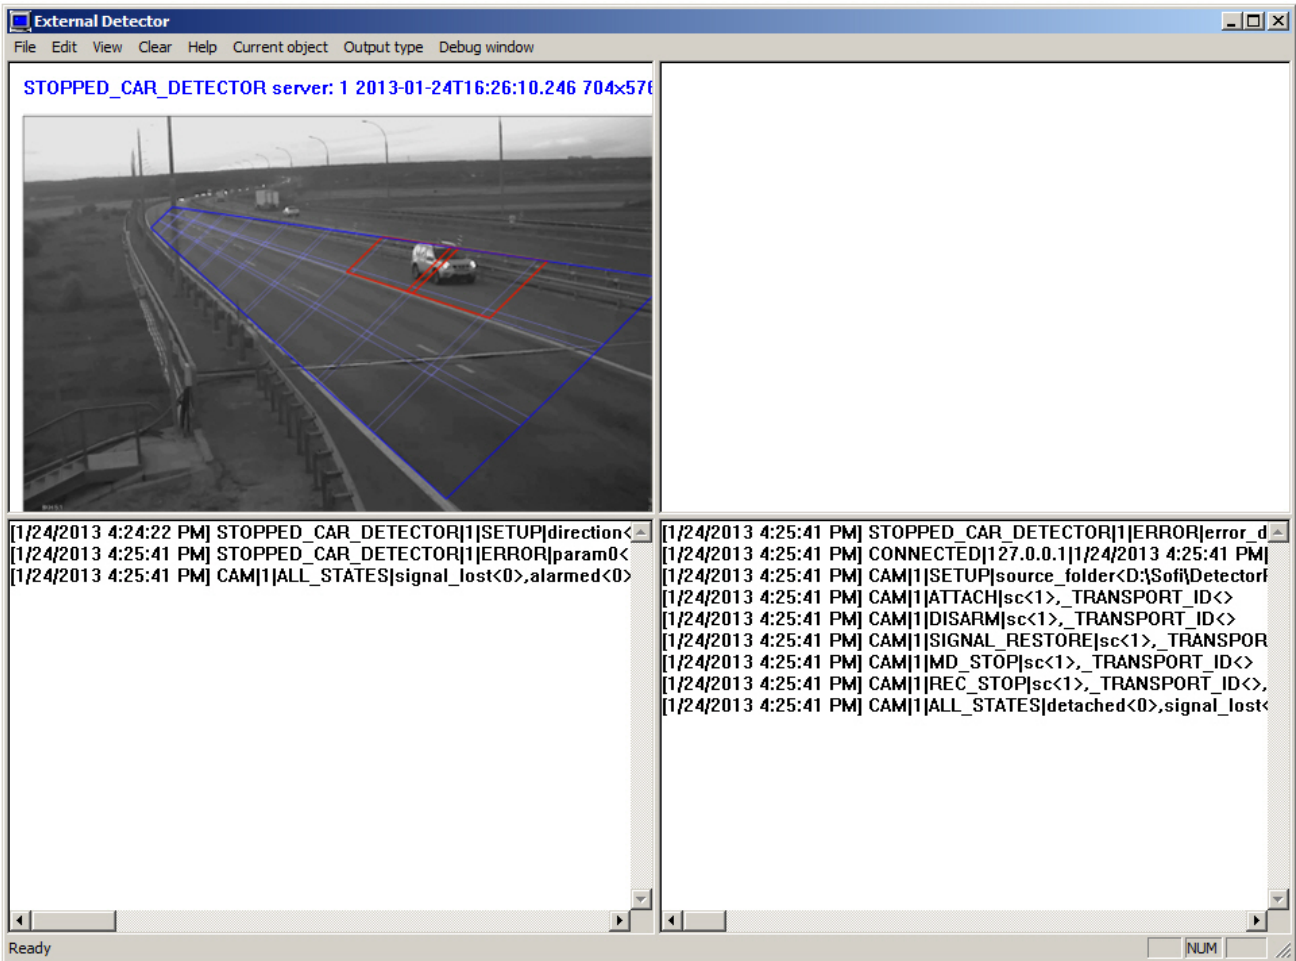 External Detector
File Edit View Clear Help Current object Output type Debug window
STOPPED_CAR_DETECTOR server: 1 2013-01-24T16:26:10.246 704x576
[1/24/2013 4:24:22 PM] STOPPED_CAR_DETECTOR|1|SETUP|direction<
[1/24/2013 4:25:41 PM] STOPPED_CAR_DETECTOR|1|ERROR|param0<
[1/24/2013 4:25:41 PM] CAM|1|ALL_STATES|signal_lost<0>,alarmed<0>
[1/24/2013 4:25:41 PM] STOPPED_CAR_DETECTOR|1|ERROR|error_d
[1/24/2013 4:25:41 PM] CONNECTED|127.0.0.1|1/24/2013 4:25:41 PM|
[1/24/2013 4:25:41 PM] CAM|1|SETUP|source_folder<D:\Sofi\Detector
[1/24/2013 4:25:41 PM] CAM|1|ATTACH|sc<1>,_TRANSPORT_ID<>
[1/24/2013 4:25:41 PM] CAM|1|DISARM|sc<1>,_TRANSPORT_ID<>
[1/24/2013 4:25:41 PM] CAM|1|SIGNAL_RESTORE|sc<1>,_TRANSPOR
[1/24/2013 4:25:41 PM] CAM|1|MD_STOP|sc<1>,_TRANSPORT_ID<>
[1/24/2013 4:25:41 PM] CAM|1|REC_STOP|sc<1>,_TRANSPORT_ID<>,
[1/24/2013 4:25:41 PM] CAM|1|ALL_STATES|detached<0>,signal_lost<
Ready
NUM